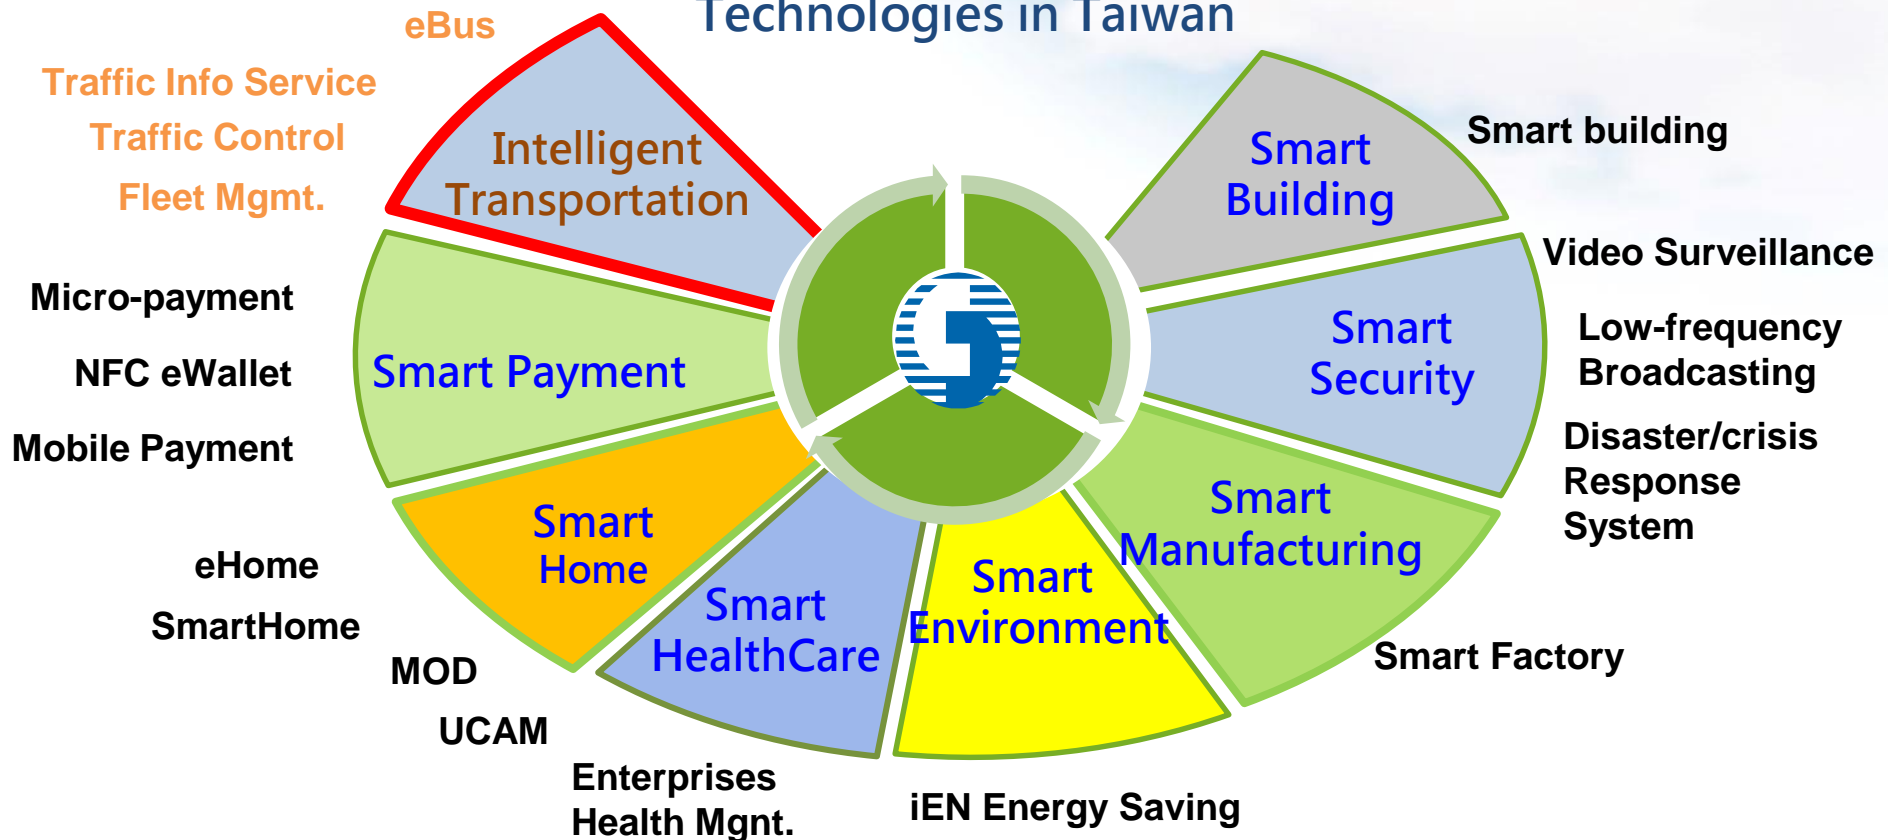 Technologies in Taiwan
eBus
Traffic Info Service
Traffic Control
Fleet Mgmt.
Intelligent
Transportation
Micro-payment
NFC eWallet
Mobile Payment
Smart Payment
eHome
SmartHome
MOD
UCAM
Smart
Home
Enterprises
Health Mgnt.
Smart
HealthCare
iEN Energy Saving
Smart
Environment
Smart Factory
Smart
Manufacturing
Smart
Security
Video Surveillance
Low-frequency
Broadcasting
Disaster/crisis
Response
System
Smart
Building
Smart building